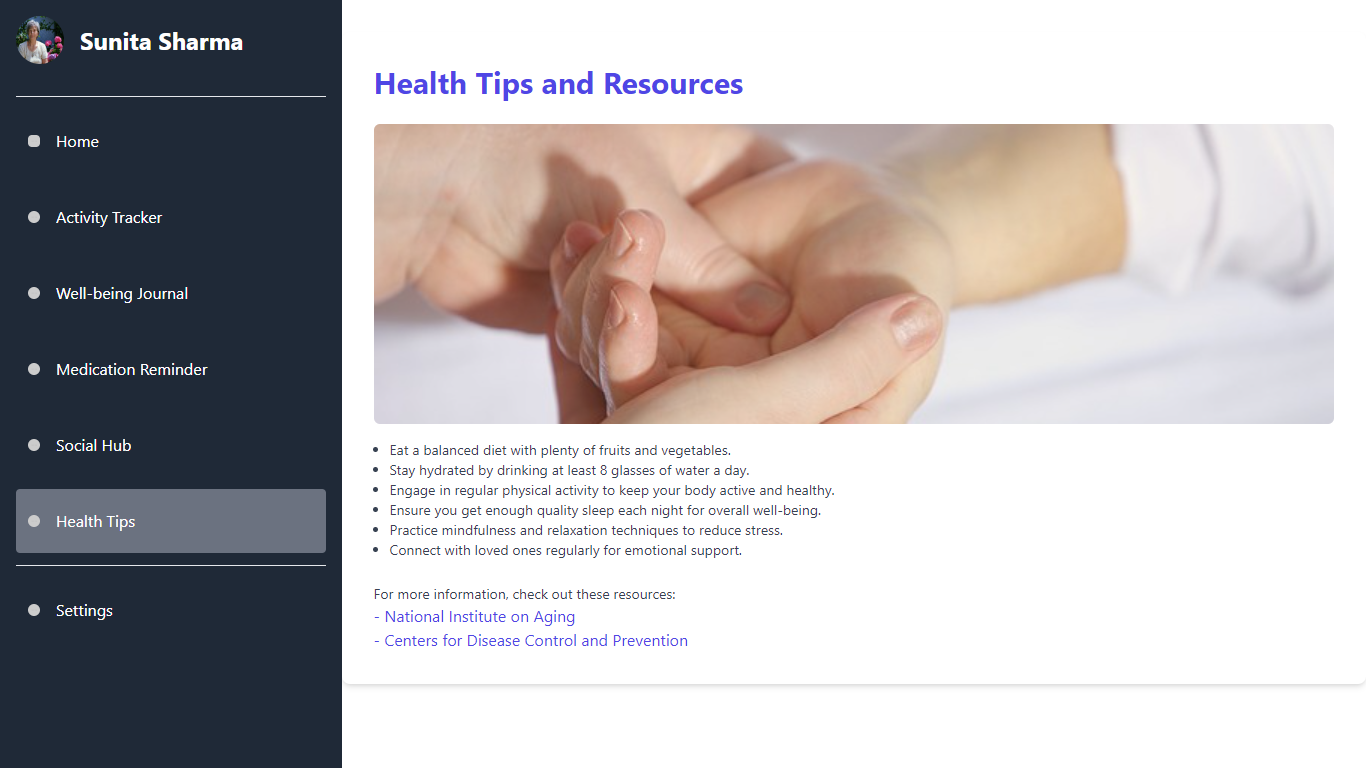 Sunita Sharma
Home
Activity Tracker
Well-being Journal
Medication Reminder
Social Hub
Health Tips
Settings
Health Tips and Resources
Eat a balanced diet with plenty of fruits and vegetables.
Stay hydrated by drinking at least 8 glasses of water a day.
Engage in regular physical activity to keep your body active and healthy.
Ensure you get enough quality sleep each night for overall well-being.
Practice mindfulness and relaxation techniques to reduce stress.
Connect with loved ones regularly for emotional support.
For more information, check out these resources:
- National Institute on Aging
- Centers for Disease Control and Prevention